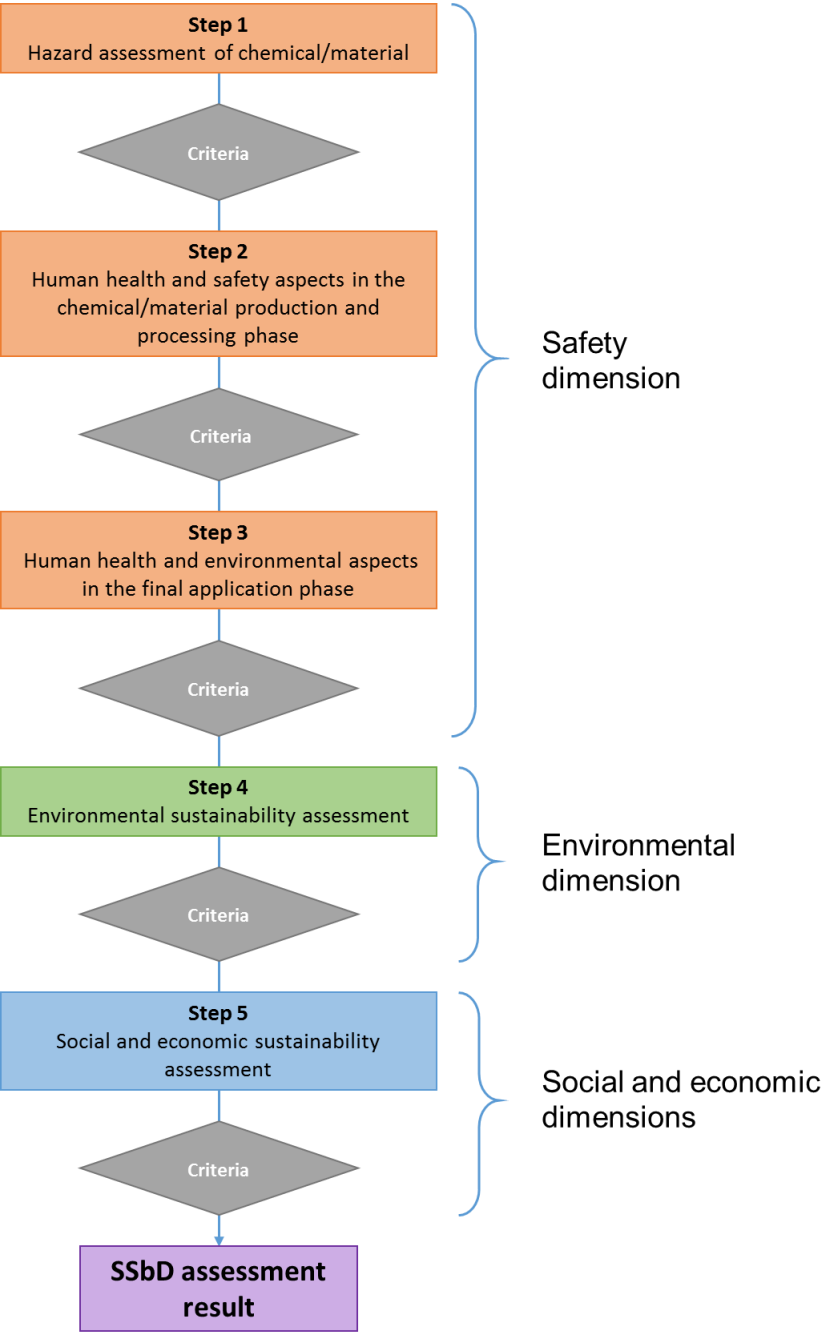 Step 1
Hazard assessment of chemical/material
Criteria
Step 2
Human health and safety aspects in the
chemical/material production and
processing phase
Safety
dimension
Criteria
Step 3
Human health and environmental aspects
in the final application phase
Criteria
Step 4
Environmental sustainability assessment
Environmental
dimension
Criteria
Step 5
Social and economic sustainability
assessment
Social and economic
dimensions
Criteria
SSbD assessment
result